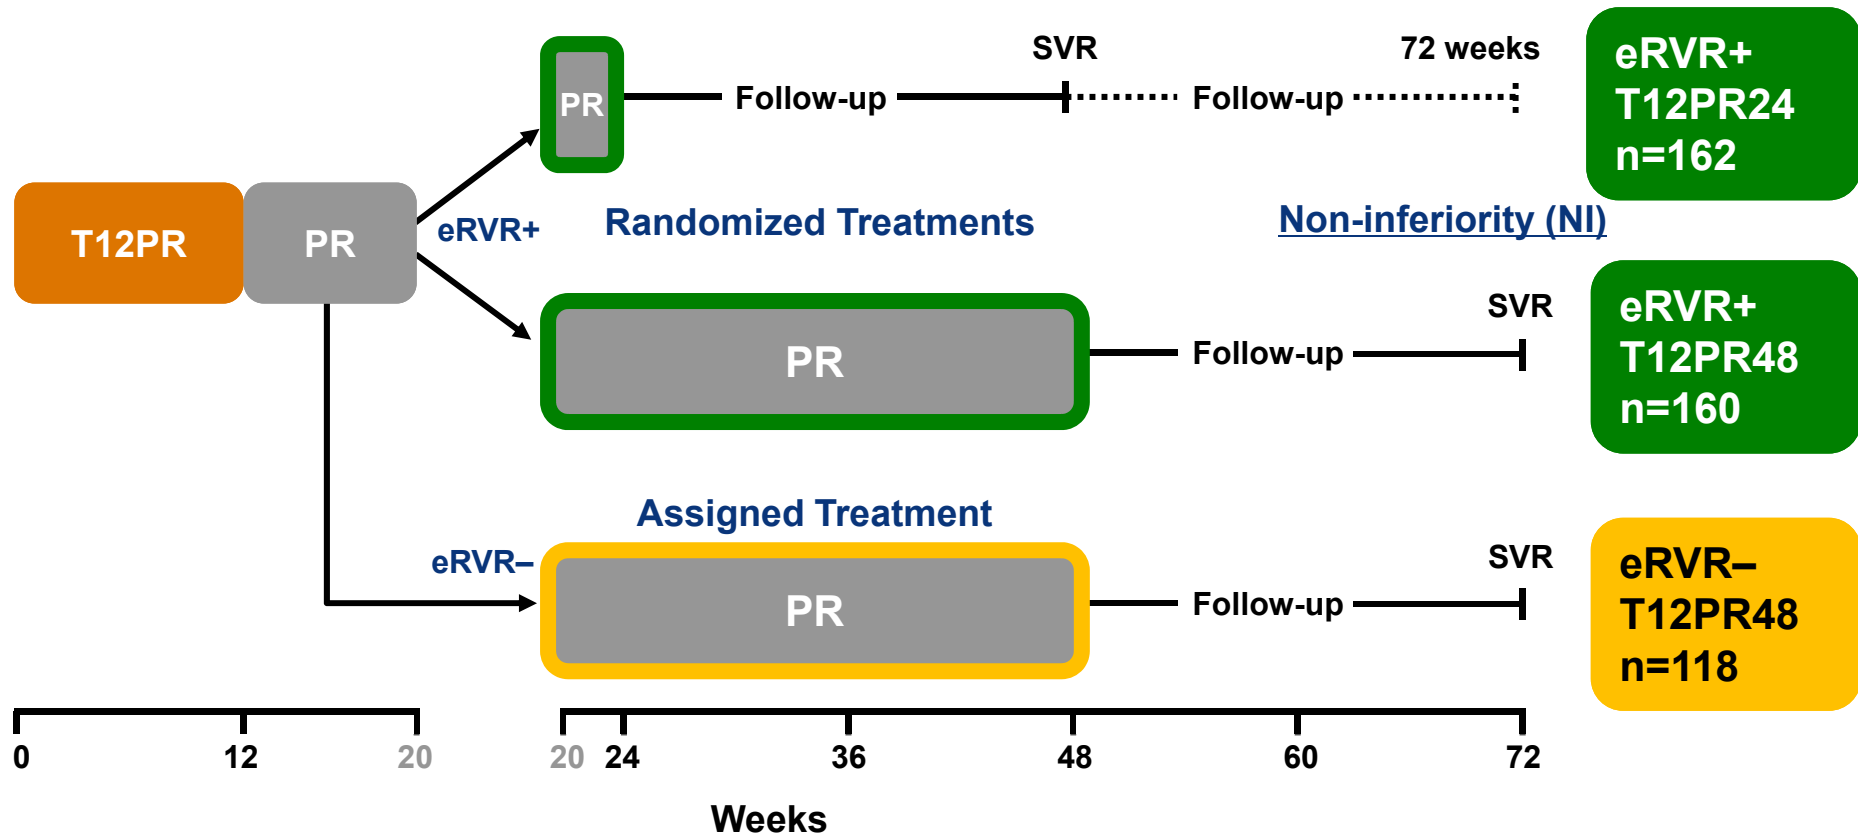 SVR
72 weeks
PR
Follow-up
Follow-up
eRVR+
T12PR24
n=162
T12PR
PR
eRVR+
Randomized Treatments
Non-inferiority (NI)
PR
Follow-up
SVR
eRVR+
T12PR48
n=160
Assigned Treatment
eRVR–
PR
Follow-up
SVR
eRVR–
T12PR48
n=118
0 12 20 20 24 36 48 60 72
Weeks